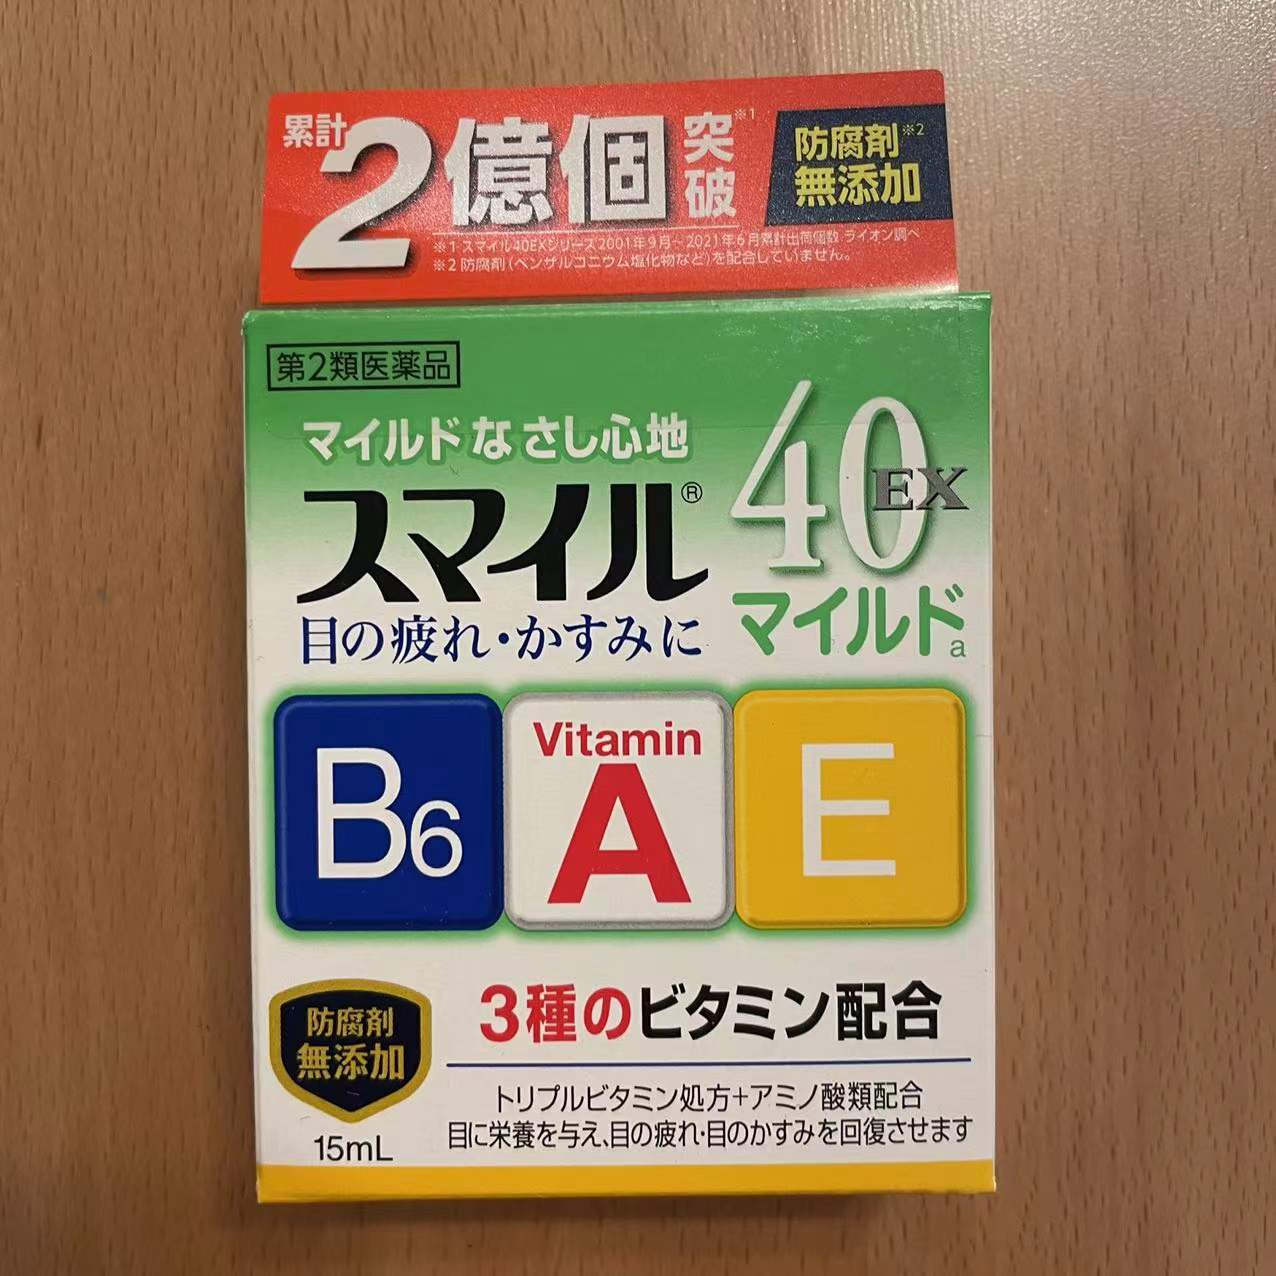 累計2億個突破※1
防腐剤※2
無添加
※1 スマイル40EXシリーズ2001年9月~2021年6月累計出荷個数 ライオン調べ
※2 防腐剤(ベンザルコニウム塩化物など)を配合していません。
第2類医薬品
マイルドなさし心地
スマイル®
40EX
マイルドa
目の疲れ・かすみに
B6
Vitamin
A
E
防腐剤
無添加
15mL
3種のビタミン配合
トリプルビタミン処方+アミノ酸類配合
目に栄養を与え、目の疲れ・目のかすみを回復させます